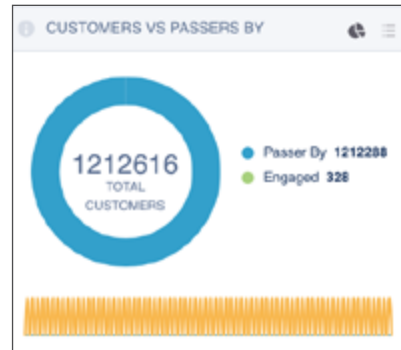 CUSTOMERS VS PASSERS BY
1212616
TOTAL
CUSTOMERS
Passer By 1212288
Engaged 328